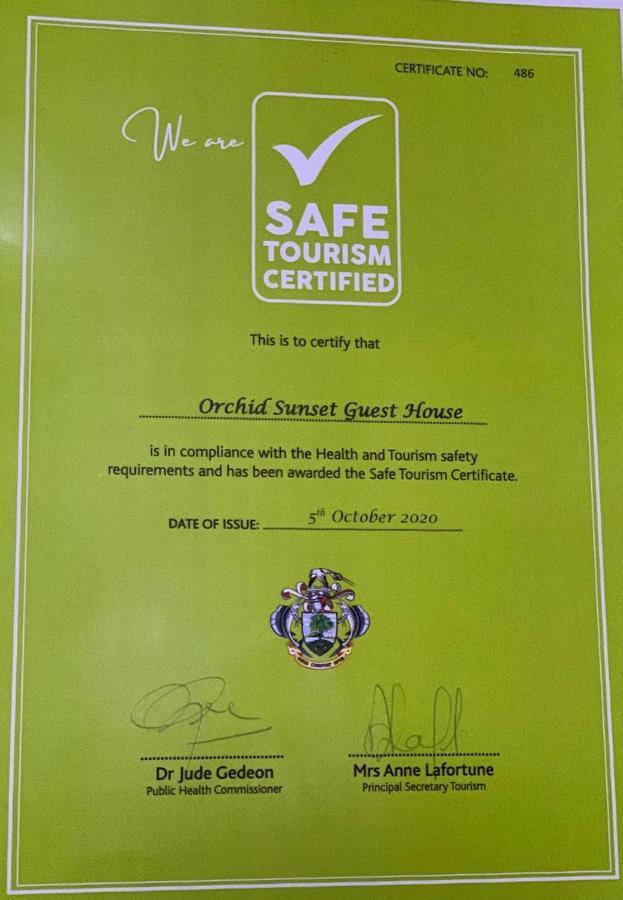 CERTIFICATE NO: 486
We are
SAFE
TOURISM
CERTIFIED
This is to certify that
Orchid Sunset Guest House
is in compliance with the Health and Tourism safety
requirements and has been awarded the Safe Tourism Certificate.
DATE OF ISSUE: 5th October 2020
Dr Jude Gedeon
Public Health Commissioner
Mrs Anne Lafortune
Principal Secretary Tourism